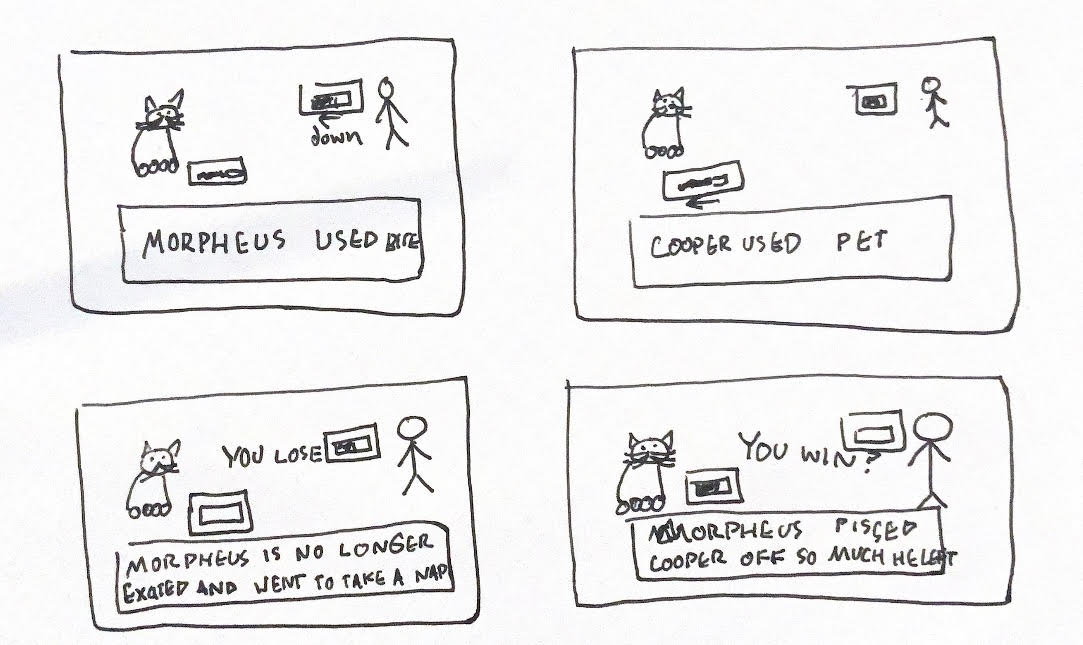 down
MORPHEUS USED BITE
COOPER USED PET
YOU LOSE
MORPHEUS IS NO LONGER
EXATED AND WENT TO TAKE A NAP
YOU WIN?
MORPHEUS PISSED
COOPER OFF SO MUCH HE LEFT